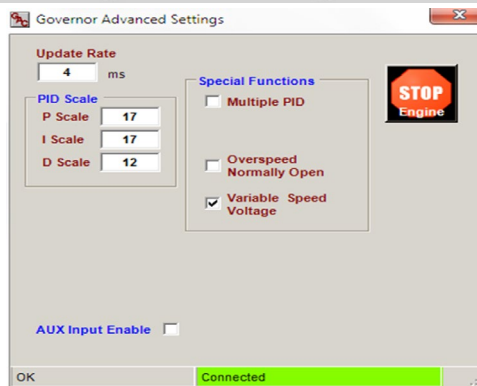 GAC Governor Advanced Settings
Update Rate
4 ms
PID Scale
P Scale 17
I Scale 17
D Scale 12
Special Functions
Multiple PID
Overspeed
Normally Open
Variable Speed
Voltage
STOP
Engine
AUX Input Enable
OK
Connected